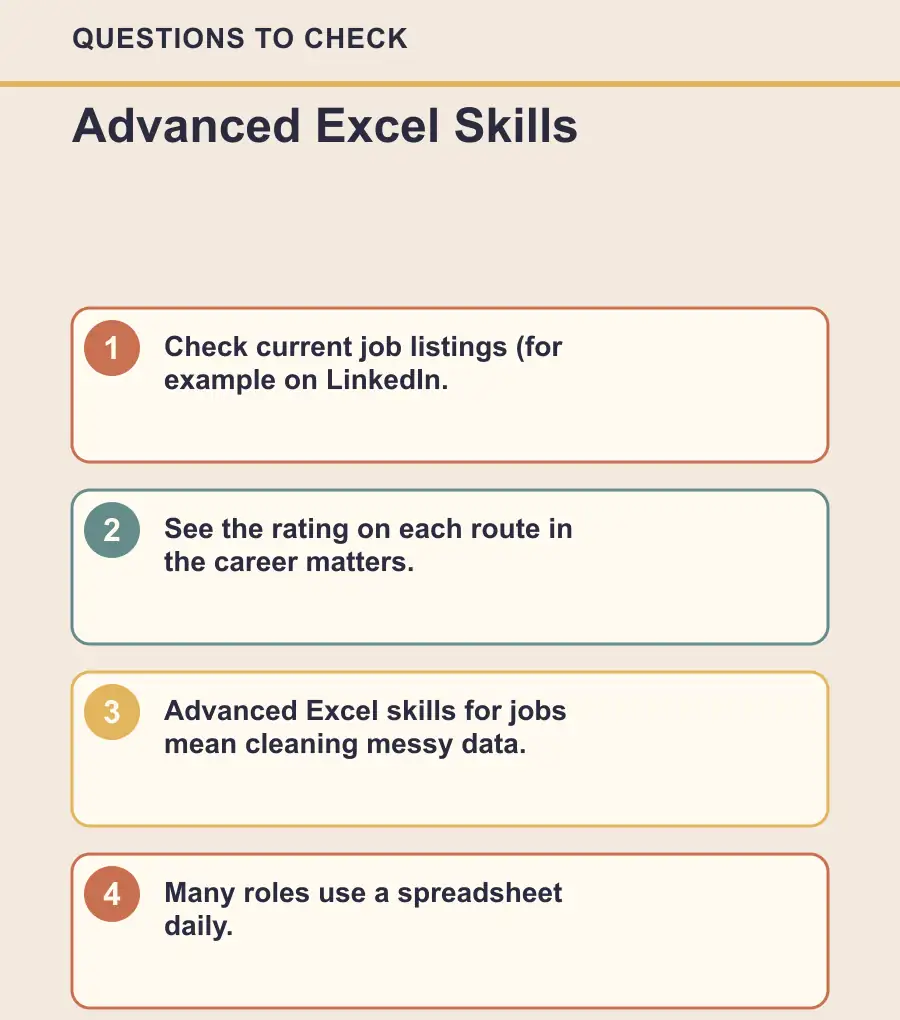 QUESTIONS TO CHECK
Advanced Excel Skills
1
Check current job listings (for
example on LinkedIn.
2
See the rating on each route in
the career matters.
3
Advanced Excel skills for jobs
mean cleaning messy data.
4
Many roles use a spreadsheet
daily.